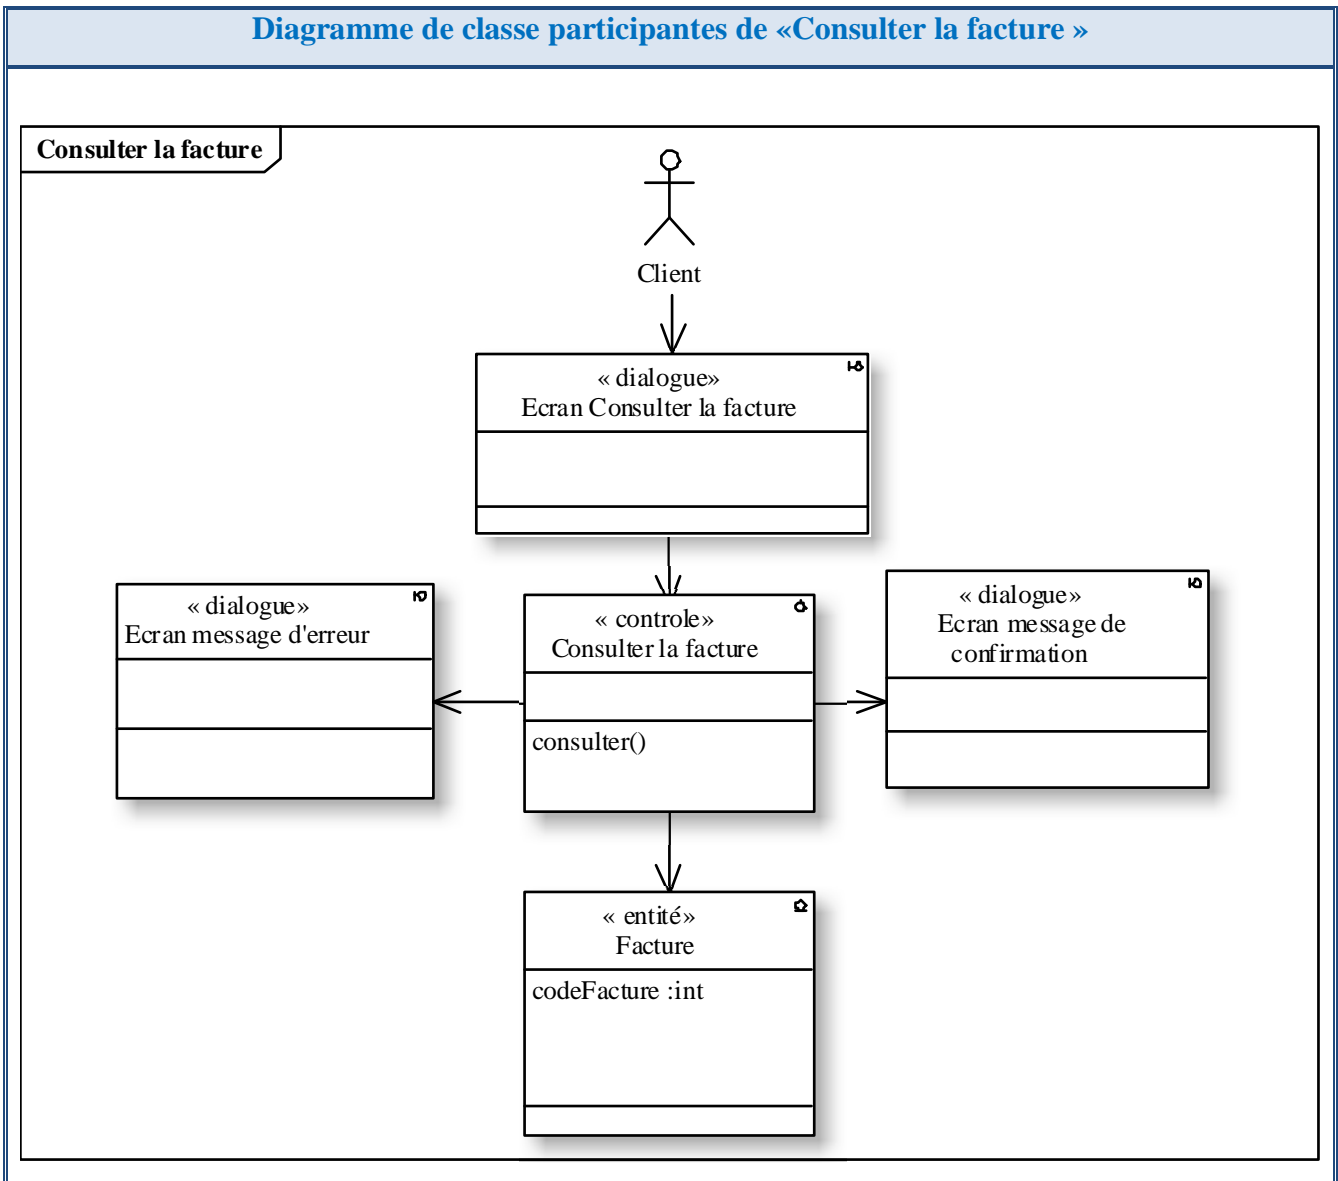 Diagramme de classe participantes de «Consulter la facture »
Consulter la facture
Client
« dialogue»
Ecran Consulter la facture
« dialogue»
Ecran message d'erreur
« controle»
Consulter la facture
consulter()
« dialogue»
Ecran message de
confirmation
« entité»
Facture
codeFacture :int